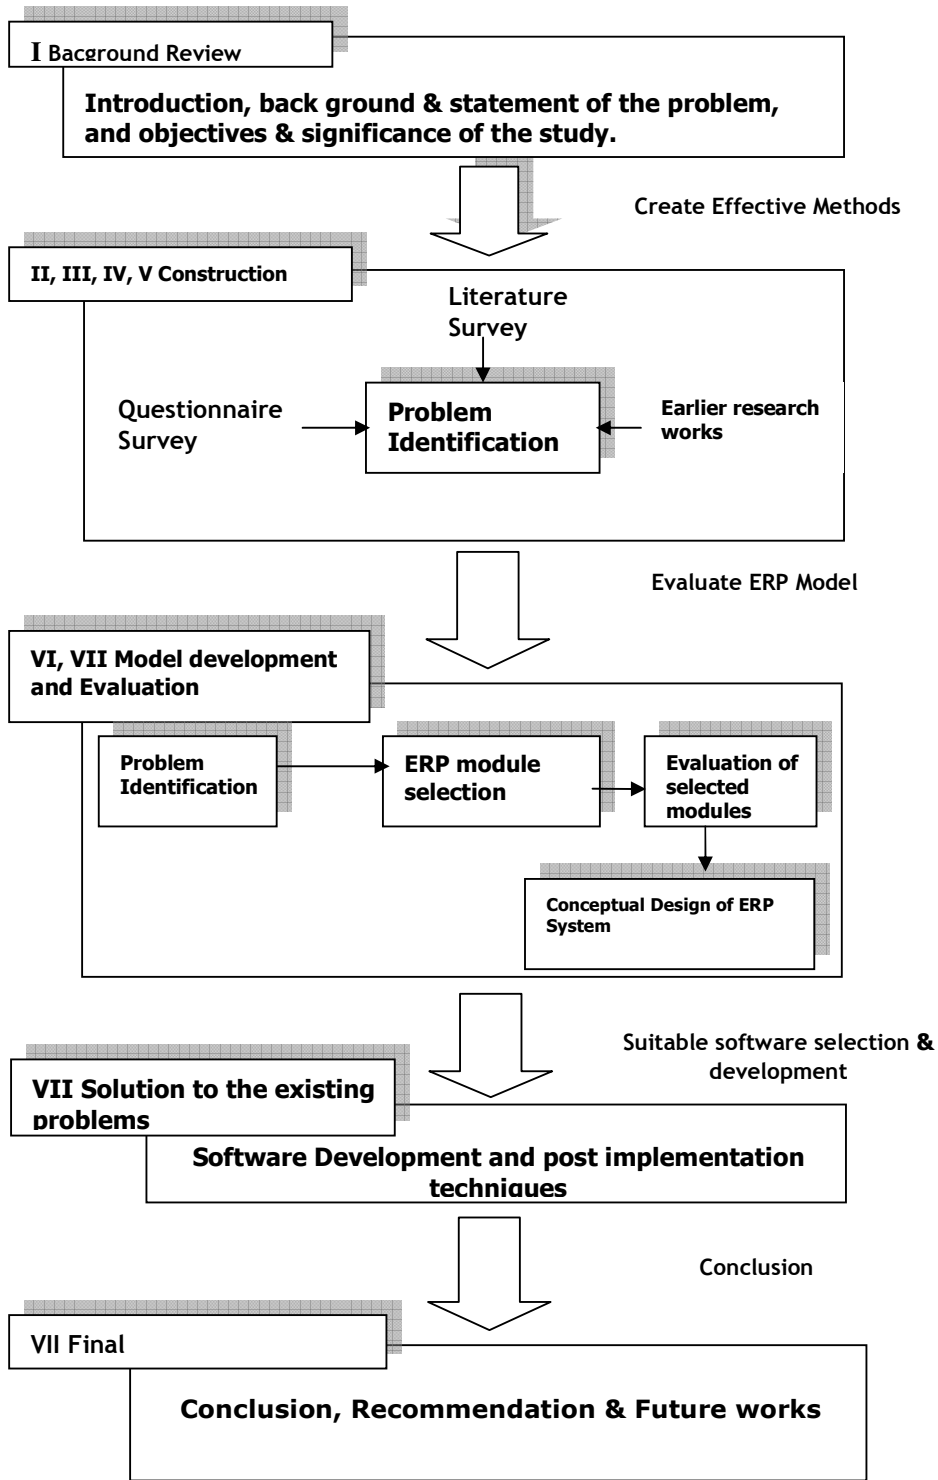 I Bacground Review
Introduction, back ground & statement of the problem,
and objectives & significance of the study.
Create Effective Methods
II, III, IV, V Construction
Literature
Survey
Questionnaire
Survey
Problem
Identification
Earlier research
works
Evaluate ERP Model
VI, VII Model development
and Evaluation
Problem
Identification
ERP module
selection
Evaluation of
selected
modules
Conceptual Design of ERP
System
Suitable software selection &
development
VII Solution to the existing
problems
Software Development and post implementation
techniques
Conclusion
VII Final
Conclusion, Recommendation & Future works